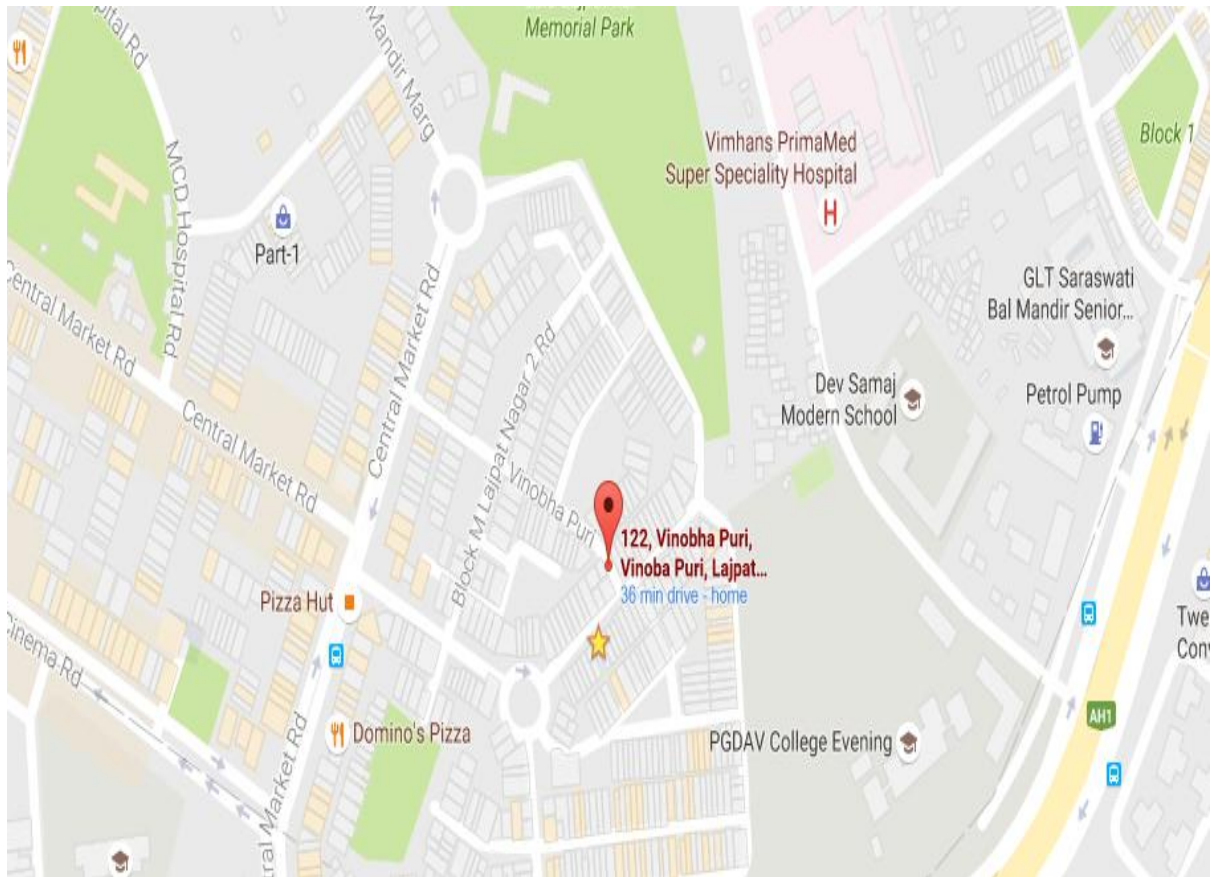 Memorial Park
Mandir Marg
MCD Hospital Rd
Part-1
Central Market Rd
Central Market Rd
Central Market Rd
Block M Lajpat Nagar 2 Rd
Vinobha Puri
122, Vinobha Puri,
Vinoba Puri, Lajpat...
36 min drive - home
Vimhans PrimaMed
Super Speciality Hospital
H
Block 1
GLT Saraswati
Bal Mandir Senior...
Dev Samaj
Modern School
Petrol Pump
Pizza Hut
Cinema Rd
Domino's Pizza
PGDAV College Evening
AH1